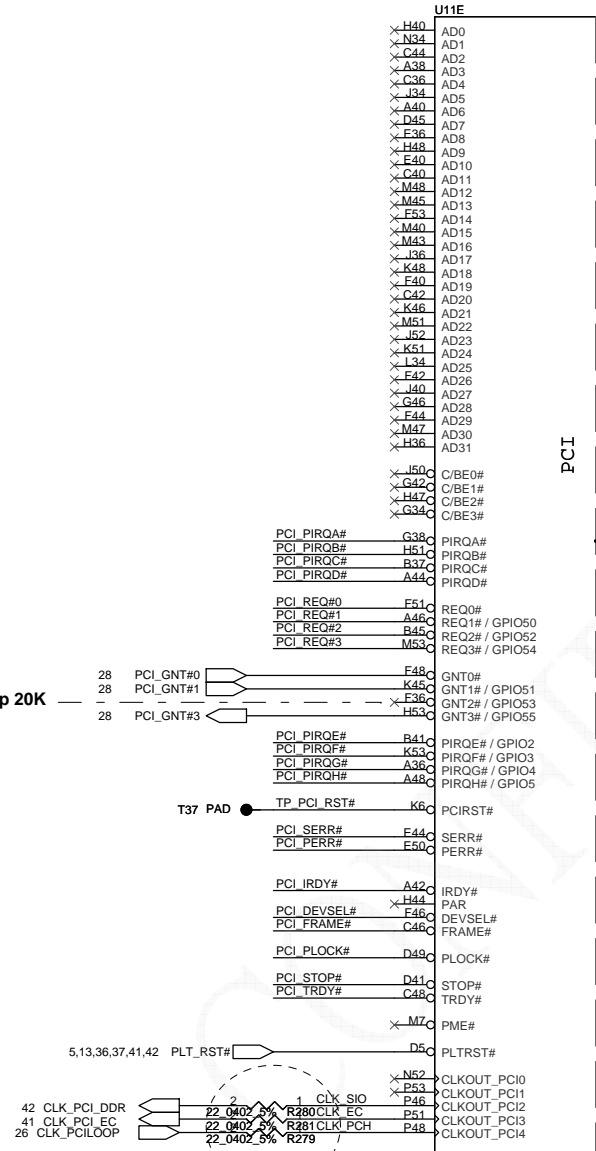 U11E
H40 AD0
N34 AD1
C44 AD2
A38 AD3
C36 AD4
J34 AD5
A40 AD6
D45 AD7
E36 AD8
H48 AD9
E40 AD10
C40 AD11
M48 AD12
M45 AD13
F53 AD14
M40 AD15
M43 AD16
J36 AD17
K48 AD18
F40 AD19
C42 AD20
K46 AD21
M51 AD22
J52 AD23
K51 AD24
L34 AD25
F42 AD26
J40 AD27
G46 AD28
F44 AD29
M47 AD30
H36 AD31
PCI
J50 C/BE0#
G42 C/BE1#
H47 C/BE2#
G34 C/BE3#
PCI_PIRQA# G38 PIRQA#
PCI_PIRQB# H51 PIRQB#
PCI_PIRQC# B37 PIRQC#
PCI_PIRQD# A44 PIRQD#
PCI_REQ#0 F51 REQ0#
PCI_REQ#1 A46 REQ1# / GPIO50
PCI_REQ#2 B45 REQ2# / GPIO52
PCI_REQ#3 M53 REQ3# / GPIO54
28 PCI_GNT#0 F48 GNT0#
28 PCI_GNT#1 K45 GNT1# / GPIO51
p 20K F36 GNT2# / GPIO53
28 PCI_GNT#3 H53 GNT3# / GPIO55
PCI_PIRQE# B41 PIRQE# / GPIO2
PCI_PIRQF# K53 PIRQF# / GPIO3
PCI_PIRQG# A36 PIRQG# / GPIO4
PCI_PIRQH# A48 PIRQH# / GPIO5
T37 PAD TP_PCI_RST# K6 PCIRST#
PCI_SERR# E44 SERR#
PCI_PERR# E50 PERR#
PCI_IRDY# A42 IRDY#
H44 PAR
PCI_DEVSEL# F46 DEVSEL#
PCI_FRAME# C46 FRAME#
PCI_PLOCK# D49 PLOCK#
PCI_STOP# D41 STOP#
PCI_TRDY# C48 TRDY#
M7 PME#
5,13,36,37,41,42 PLT_RST# D5 PLTRST#
N52 CLKOUT_PCI0
P53 CLKOUT_PCI1
42 CLK_PCI_DDR 2 1 CLK_SIO P46 CLKOUT_PCI2
22_0402_5% R280
41 CLK_PCI_EC 2 1 CLK_EC P51 CLKOUT_PCI3
22_0402_5% R281
26 CLK_PCILOOP 2 1 CLK_PCH P48 CLKOUT_PCI4
22_0402_5% R279